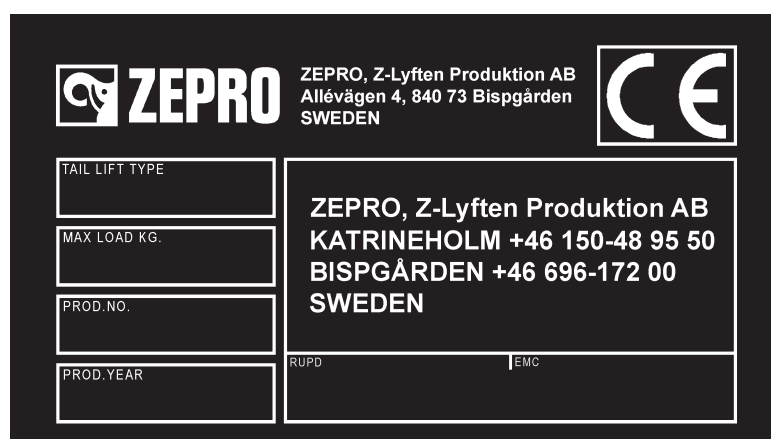 ZEPRO
ZEPRO, Z-Lyften Produktion AB
Allévägen 4, 840 73 Bispgården
SWEDEN
CE
TAIL LIFT TYPE
MAX LOAD KG.
PROD.NO.
PROD.YEAR
ZEPRO, Z-Lyften Produktion AB
KATRINEHOLM +46 150-48 95 50
BISPGÅRDEN +46 696-172 00
SWEDEN
RUPD
EMC